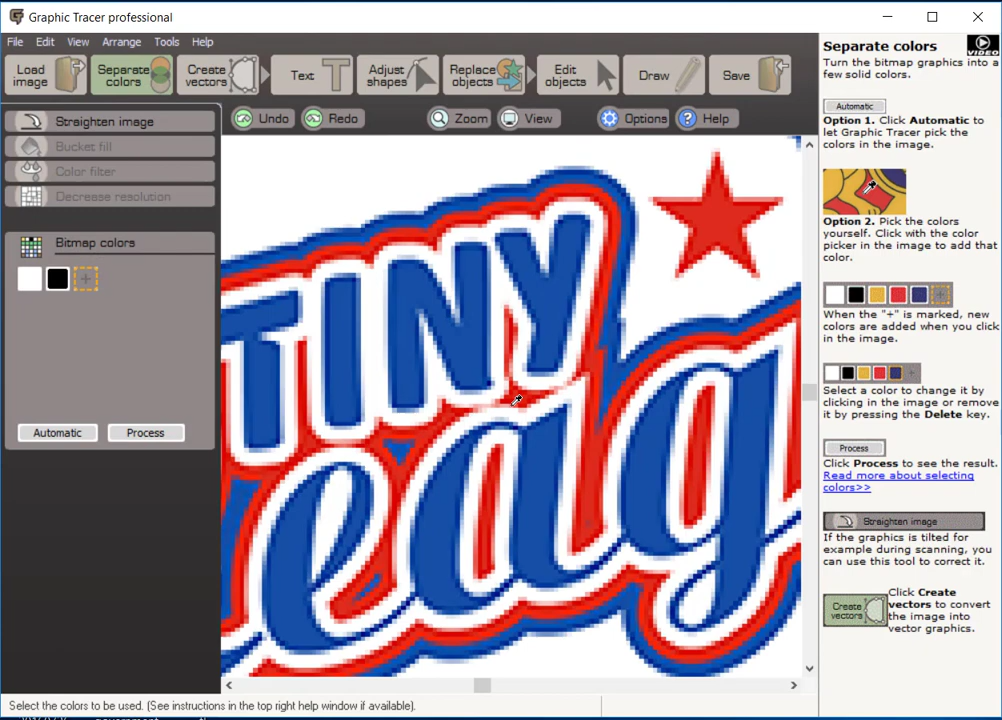 Graphic Tracer professional
File Edit View Arrange Tools Help
Load image
Separate colors
Create vectors
Text
Adjust shapes
Replace objects
Edit objects
Draw
Save
Undo Redo Zoom View Options Help
Straighten image
Bucket fill
Color filter
Decrease resolution
Bitmap colors
+
Automatic Process
TINY
eag
Separate colors
VIDEO
Turn the bitmap graphics into a
few solid colors.
Automatic
Option 1. Click Automatic to
let Graphic Tracer pick the
colors in the image.
Option 2. Pick the colors
yourself. Click with the color
picker in the image to add that
color.
+
When the "+" is marked, new
colors are added when you click
in the image.
+
Select a color to change it by
clicking in the image or remove
it by pressing the Delete key.
Process
Click Process to see the result.
Read more about selecting
colors>>
Straighten image
If the graphics is tilted for
example during scanning, you
can use this tool to correct it.
Create vectors
Click Create
vectors to convert
the image into
vector graphics.
Select the colors to be used. (See instructions in the top right help window if available).